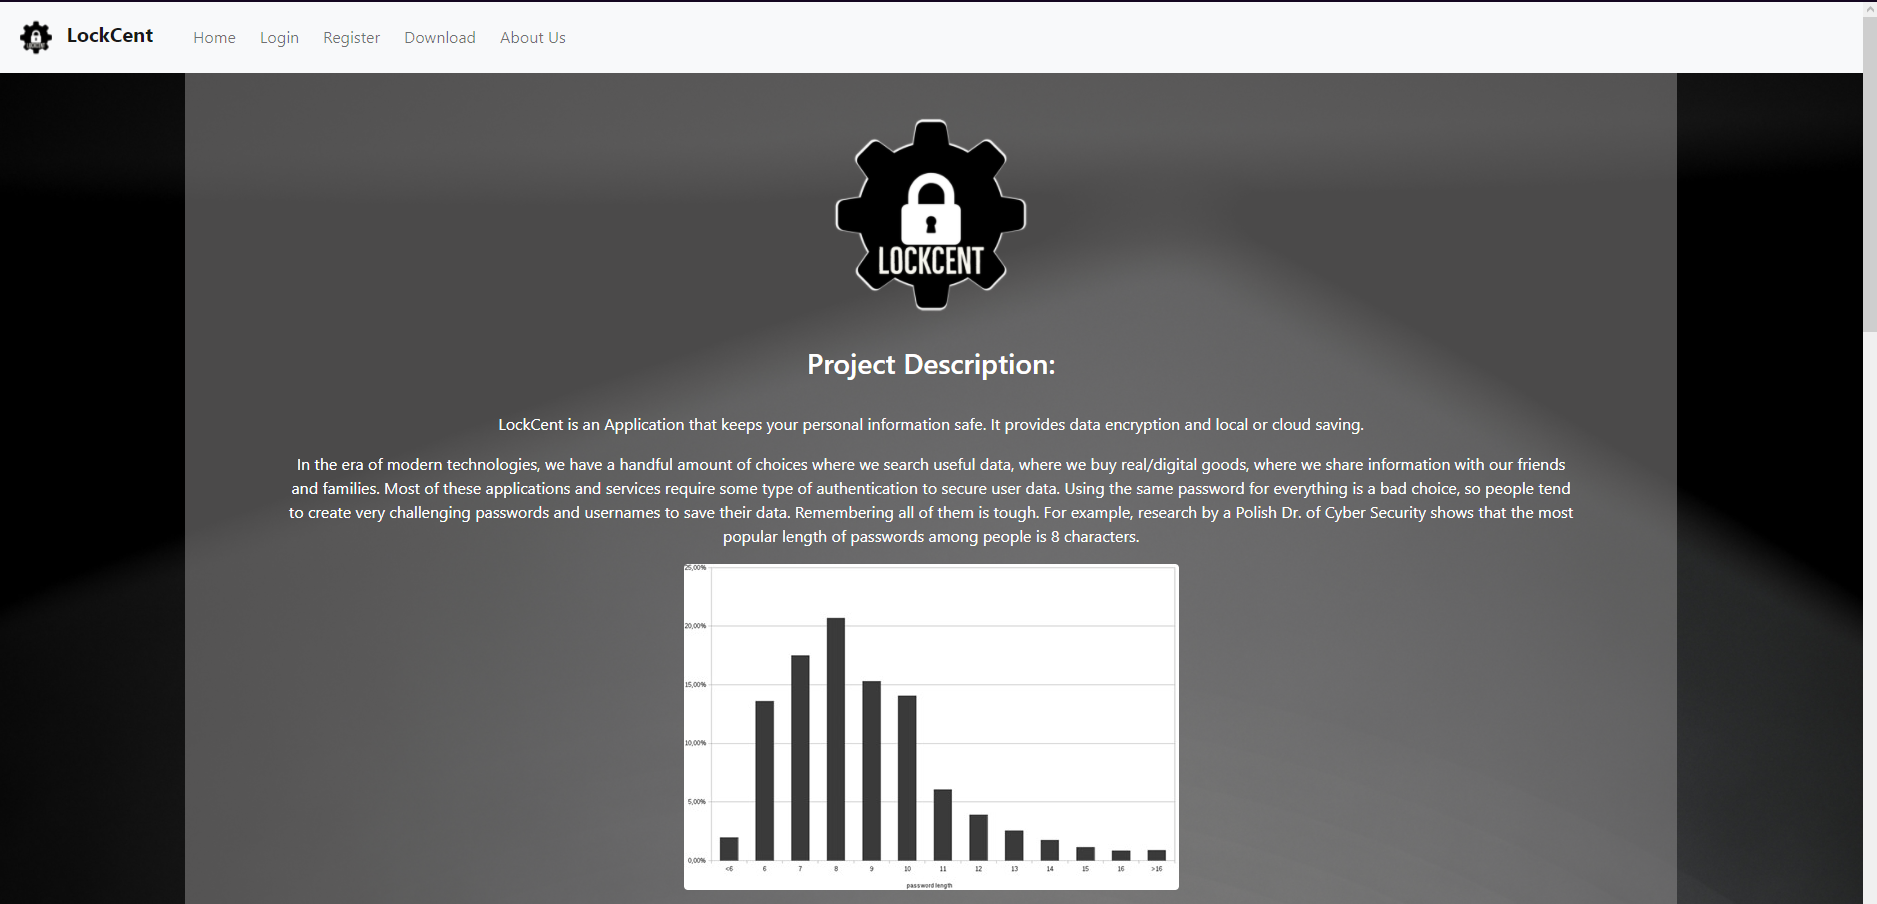 LockCent Home Login Register Download About Us
LOCKCENT
Project Description:
LockCent is an Application that keeps your personal information safe. It provides data encryption and local or cloud saving.
In the era of modern technologies, we have a handful amount of choices where we search useful data, where we buy real/digital goods, where we share information with our friends
and families. Most of these applications and services require some type of authentication to secure user data. Using the same password for everything is a bad choice, so people tend
to create very challenging passwords and usernames to save their data. Remembering all of them is tough. For example, research by a Polish Dr. of Cyber Security shows that the most
popular length of passwords among people is 8 characters.
25,00%
20,00%
15,00%
10,00%
5,00%
0,00%
<6 6 7 8 9 10 11 12 13 14 15 16 >16
password length